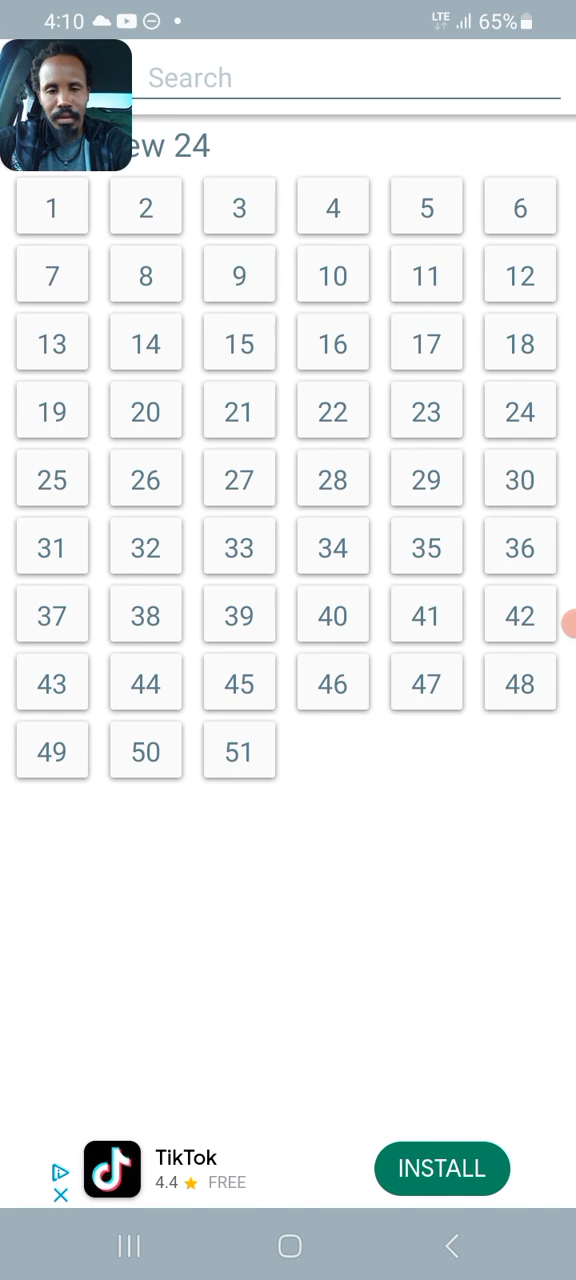 4:10 LTE 65%
Search
ew 24
1 2 3 4 5 6
7 8 9 10 11 12
13 14 15 16 17 18
19 20 21 22 23 24
25 26 27 28 29 30
31 32 33 34 35 36
37 38 39 40 41 42
43 44 45 46 47 48
49 50 51
TikTok
4.4 FREE
INSTALL